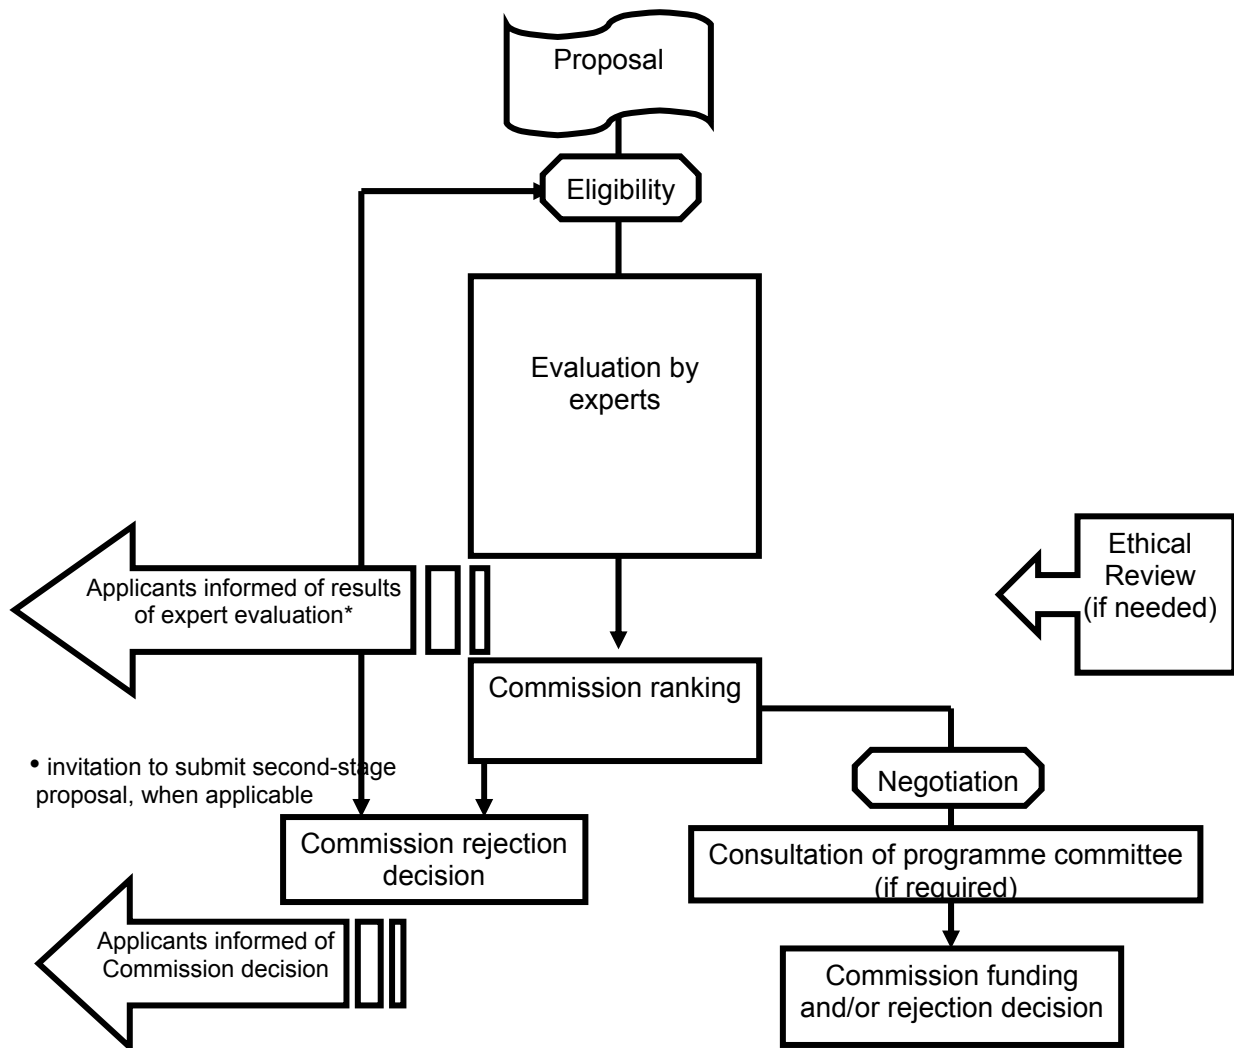 Proposal
Eligibility
Evaluation by
experts
Ethical
Review
(if needed)
Applicants informed of results
of expert evaluation*
Commission ranking
• invitation to submit second-stage
proposal, when applicable
Negotiation
Commission rejection
decision
Consultation of programme committee
(if required)
Applicants informed of
Commission decision
Commission funding
and/or rejection decision